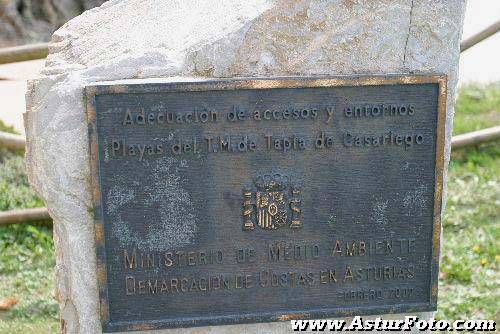 Adecuación de accesos y entornos
Playas del T.M. de Tapia de Casariego
MINISTERIO DE MEDIO AMBIENTE
DEMARCACION DE COSTAS EN ASTURIAS
FEBRERO
www.AsturFoto.com